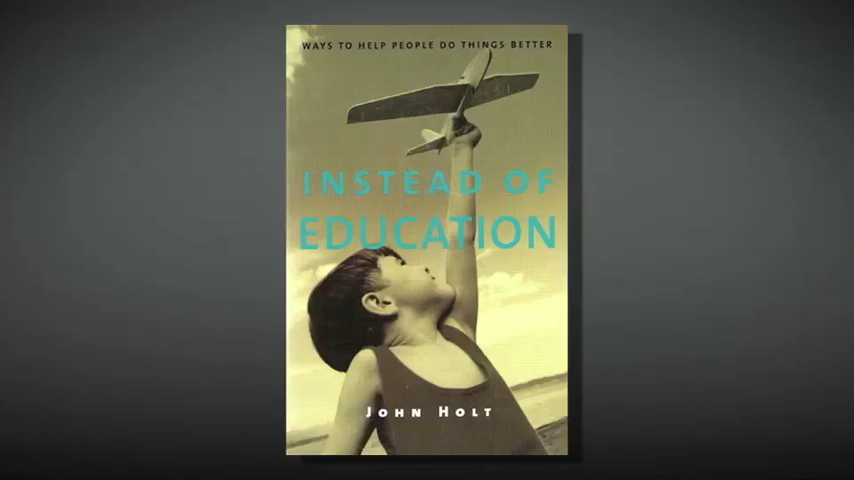 WAYS TO HELP PEOPLE DO THINGS BETTER
INSTEAD OF
EDUCATION
JOHN HOLT